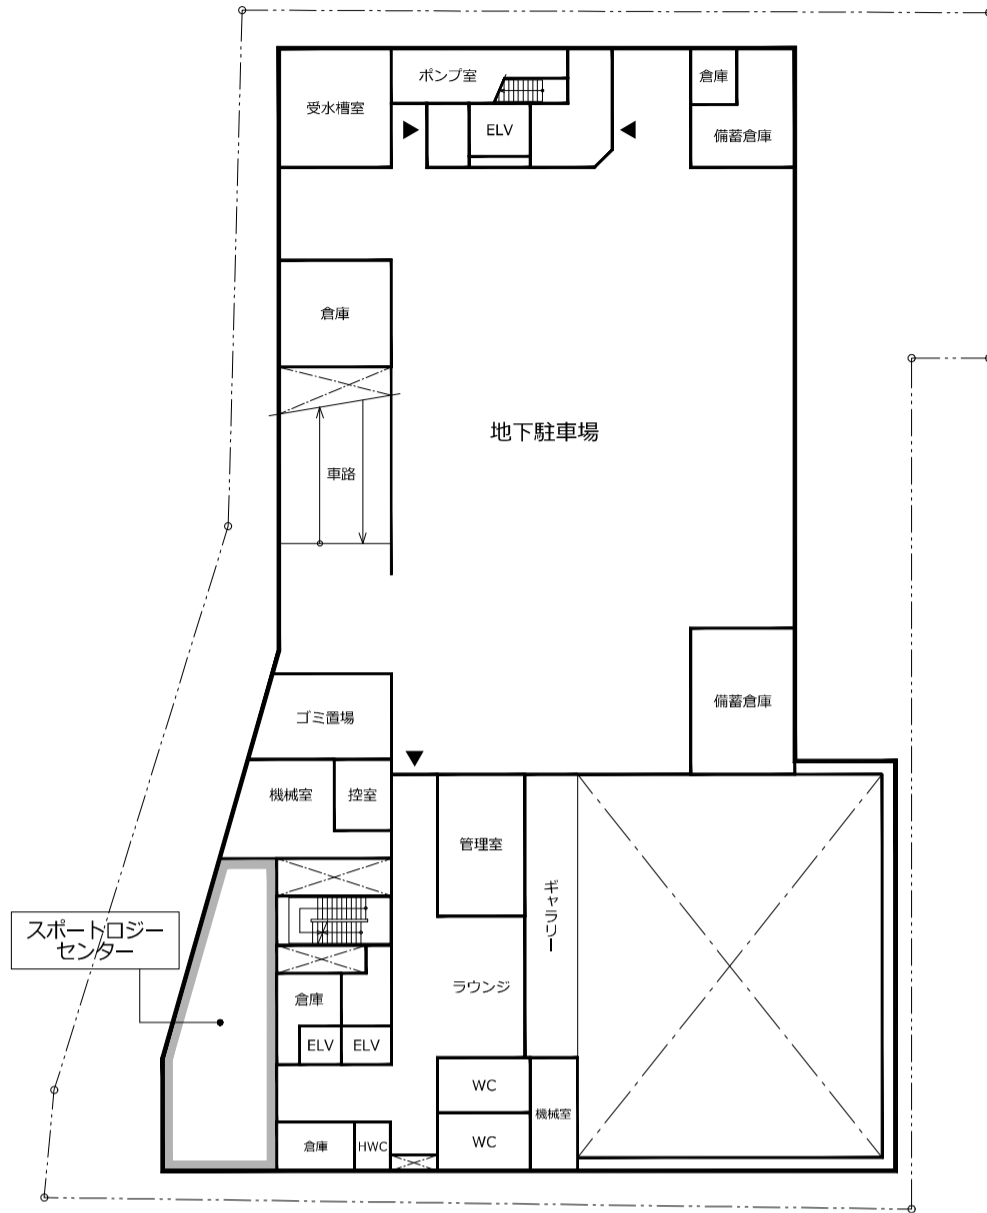 ポンプ室
倉庫
受水槽室
ELV
備蓄倉庫
倉庫
地下駐車場
車路
備蓄倉庫
ゴミ置場
機械室
控室
管理室
ギャラリー
スポートロジー
センター
ラウンジ
倉庫
ELV
ELV
WC
機械室
WC
倉庫
HWC